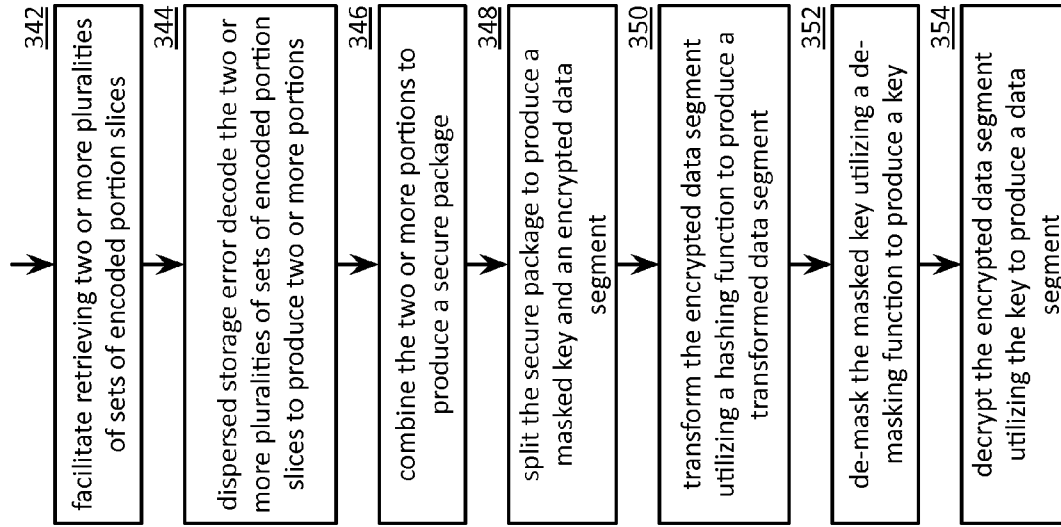 342
facilitate retrieving two or more pluralities
of sets of encoded portion slices
344
dispersed storage error decode the two or
more pluralities of sets of encoded portion
slices to produce two or more portions
346
combine the two or more portions to
produce a secure package
348
split the secure package to produce a
masked key and an encrypted data
segment
350
transform the encrypted data segment
utilizing a hashing function to produce a
transformed data segment
352
de-mask the masked key utilizing a de-
masking function to produce a key
354
decrypt the encrypted data segment
utilizing the key to produce a data
segment